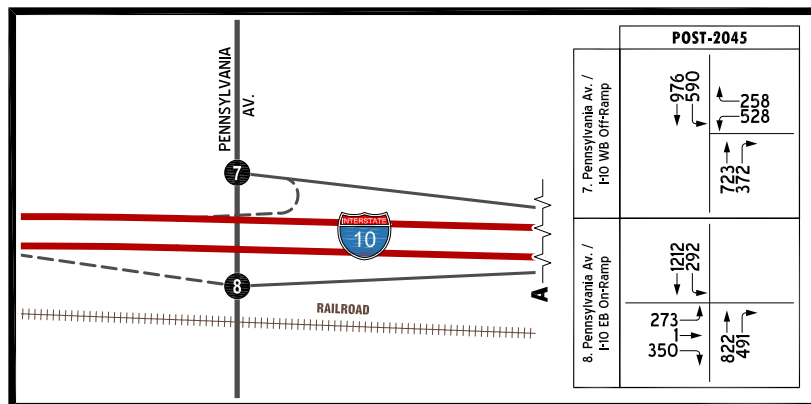 PENNSYLVANIA
AV.
7
INTERSTATE
10
8
RAILROAD
A
POST-2045
7. Pennsylvania Av. /
I-10 WB Off-Ramp
976
590
258
528
723
372
8. Pennsylvania Av. /
I-10 EB On-Ramp
1212
292
273
1
350
822
491